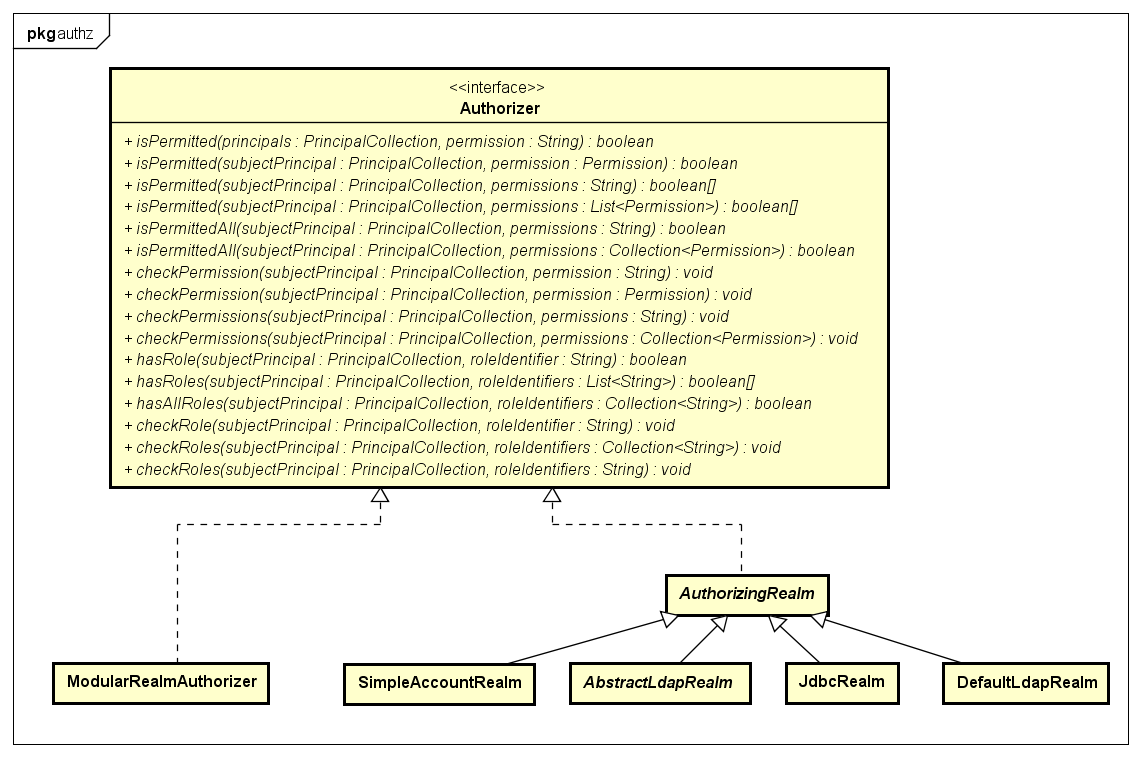 pkg authz
<<interface>>
Authorizer
+ isPermitted(principals : PrincipalCollection, permission : String) : boolean
+ isPermitted(subjectPrincipal : PrincipalCollection, permission : Permission) : boolean
+ isPermitted(subjectPrincipal : PrincipalCollection, permissions : String) : boolean[]
+ isPermitted(subjectPrincipal : PrincipalCollection, permissions : List<Permission>) : boolean[]
+ isPermittedAll(subjectPrincipal : PrincipalCollection, permissions : String) : boolean
+ isPermittedAll(subjectPrincipal : PrincipalCollection, permissions : Collection<Permission>) : boolean
+ checkPermission(subjectPrincipal : PrincipalCollection, permission : String) : void
+ checkPermission(subjectPrincipal : PrincipalCollection, permission : Permission) : void
+ checkPermissions(subjectPrincipal : PrincipalCollection, permissions : String) : void
+ checkPermissions(subjectPrincipal : PrincipalCollection, permissions : Collection<Permission>) : void
+ hasRole(subjectPrincipal : PrincipalCollection, roleIdentifier : String) : boolean
+ hasRoles(subjectPrincipal : PrincipalCollection, roleIdentifiers : List<String>) : boolean[]
+ hasAllRoles(subjectPrincipal : PrincipalCollection, roleIdentifiers : Collection<String>) : boolean
+ checkRole(subjectPrincipal : PrincipalCollection, roleIdentifier : String) : void
+ checkRoles(subjectPrincipal : PrincipalCollection, roleIdentifiers : Collection<String>) : void
+ checkRoles(subjectPrincipal : PrincipalCollection, roleIdentifiers : String) : void
AuthorizingRealm
ModularRealmAuthorizer
SimpleAccountRealm
AbstractLdapRealm
JdbcRealm
DefaultLdapRealm